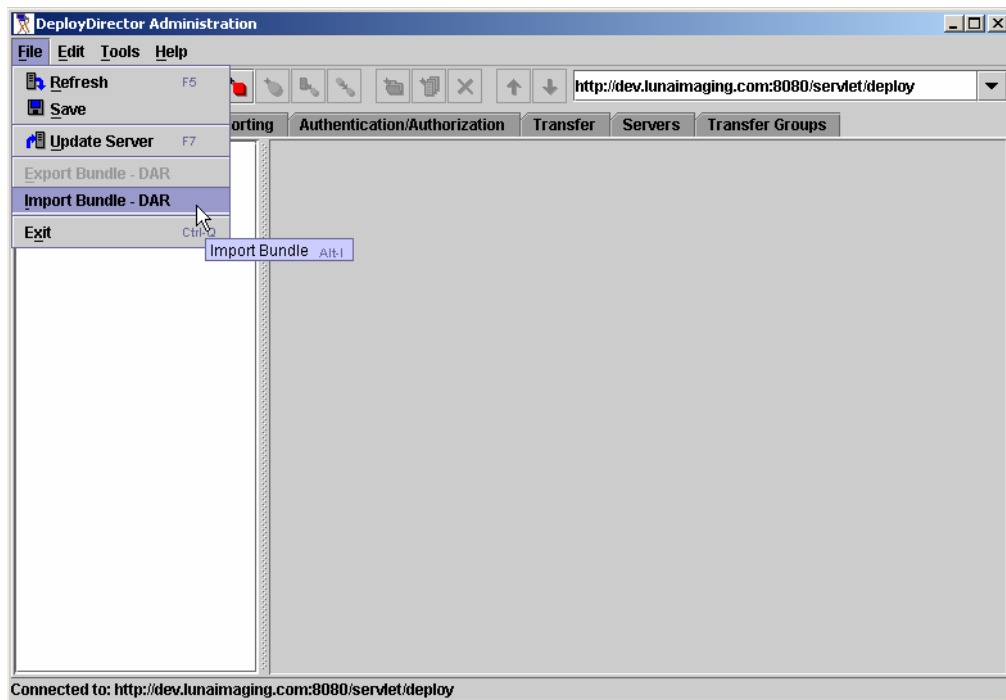 DeployDirector Administration
File Edit Tools Help
Refresh F5
http://dev.lunaimaging.com:8080/servlet/deploy
Save
orting Authentication/Authorization Transfer Servers Transfer Groups
Update Server F7
Export Bundle - DAR
Import Bundle - DAR
Exit Ctrl-Q
Import Bundle Alt-I
Connected to: http://dev.lunaimaging.com:8080/servlet/deploy